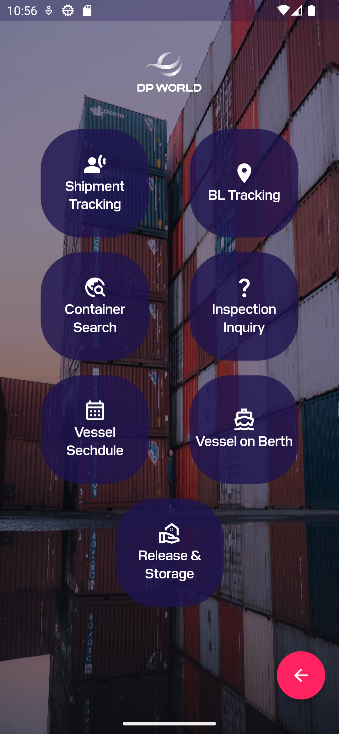 10:56
DP WORLD
Shipment
Tracking
BL Tracking
Container
Search
Inspection
Inquiry
Vessel
Sechdule
Vessel on Berth
Release &
Storage